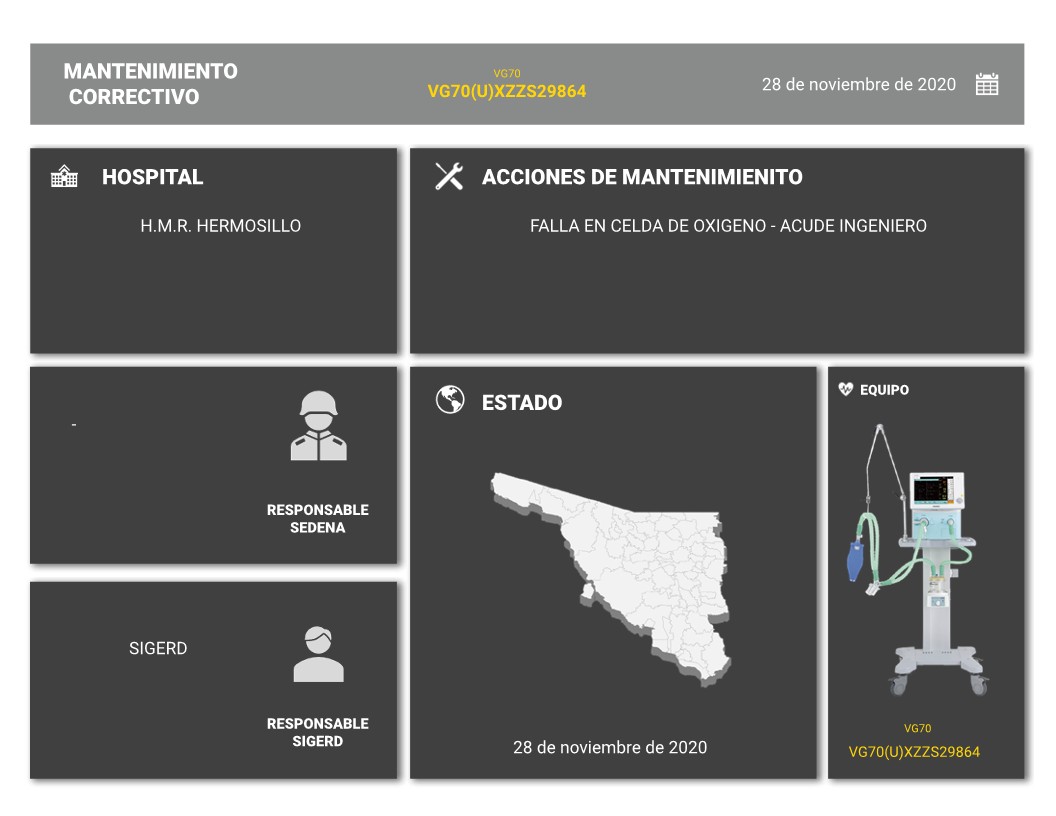 MANTENIMIENTO
CORRECTIVO
VG70
VG70(U)XZZS29864
28 de noviembre de 2020
HOSPITAL
H.M.R. HERMOSILLO
ACCIONES DE MANTENIMIENITO
FALLA EN CELDA DE OXIGENO - ACUDE INGENIERO
-
RESPONSABLE
SEDENA
SIGERD
RESPONSABLE
SIGERD
ESTADO
28 de noviembre de 2020
EQUIPO
VG70
VG70(U)XZZS29864